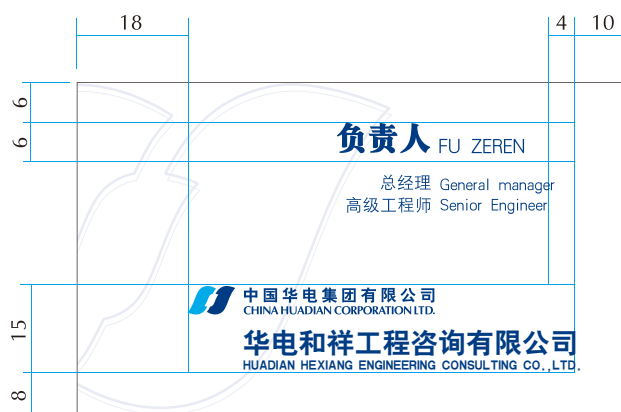 18
4
10
6
6
负责人 FU ZEREN
总经理 General manager
高级工程师 Senior Engineer
中国华电集团有限公司
CHINA HUADIAN CORPORATION LTD.
15
华电和祥工程咨询有限公司
HUADIAN HEXIANG ENGINEERING CONSULTING CO.,LTD.
8